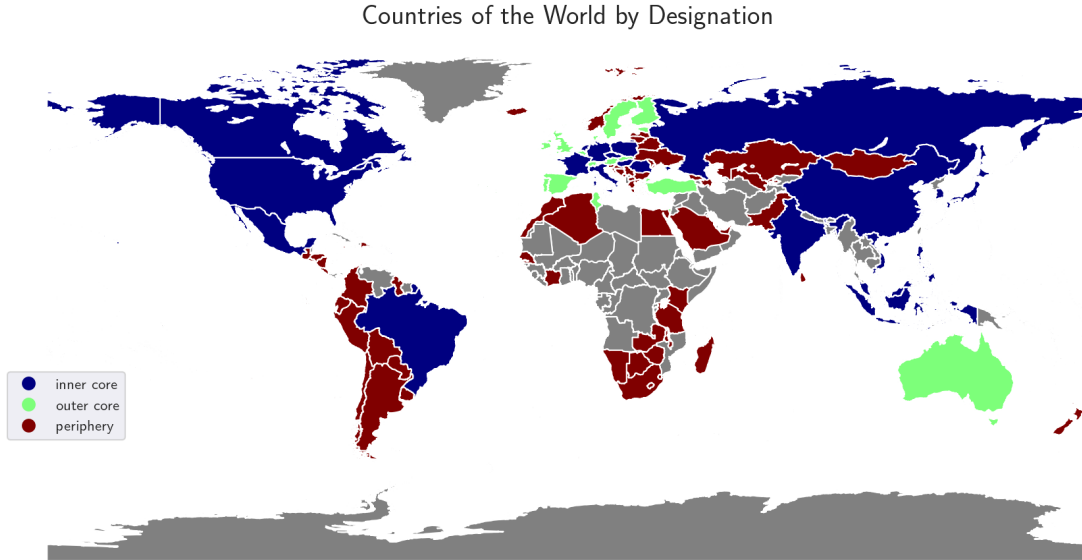 Countries of the World by Designation
inner core
outer core
periphery